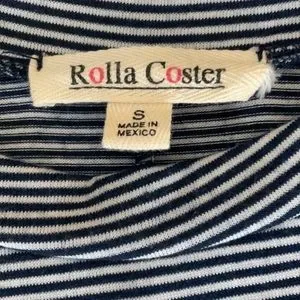 Rolla Coster
S
MADE IN
MEXICO